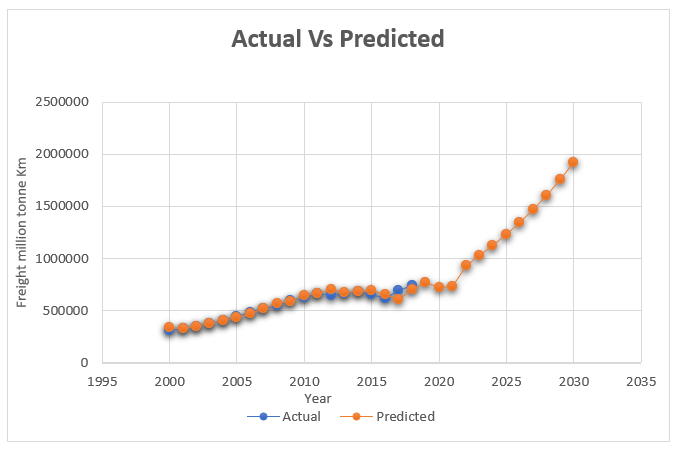 Actual Vs Predicted
Freight million tonne Km
2500000
2000000
1500000
1000000
500000
0
1995 2000 2005 2010 2015 2020 2025 2030 2035
Year
Actual Predicted